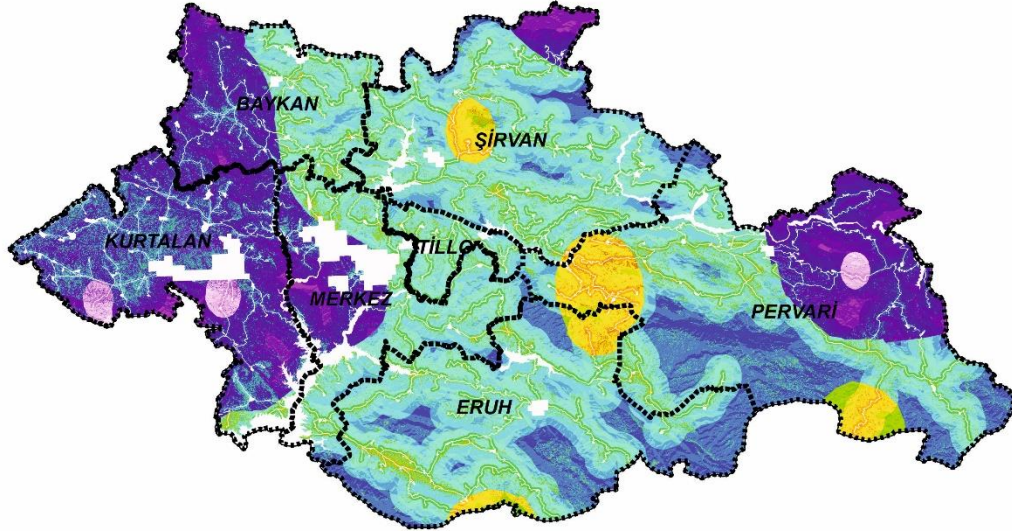 BAYKAN
ŞİRVAN
KURTALAN
TİLLO
MERKEZ
PERVARİ
ERUH